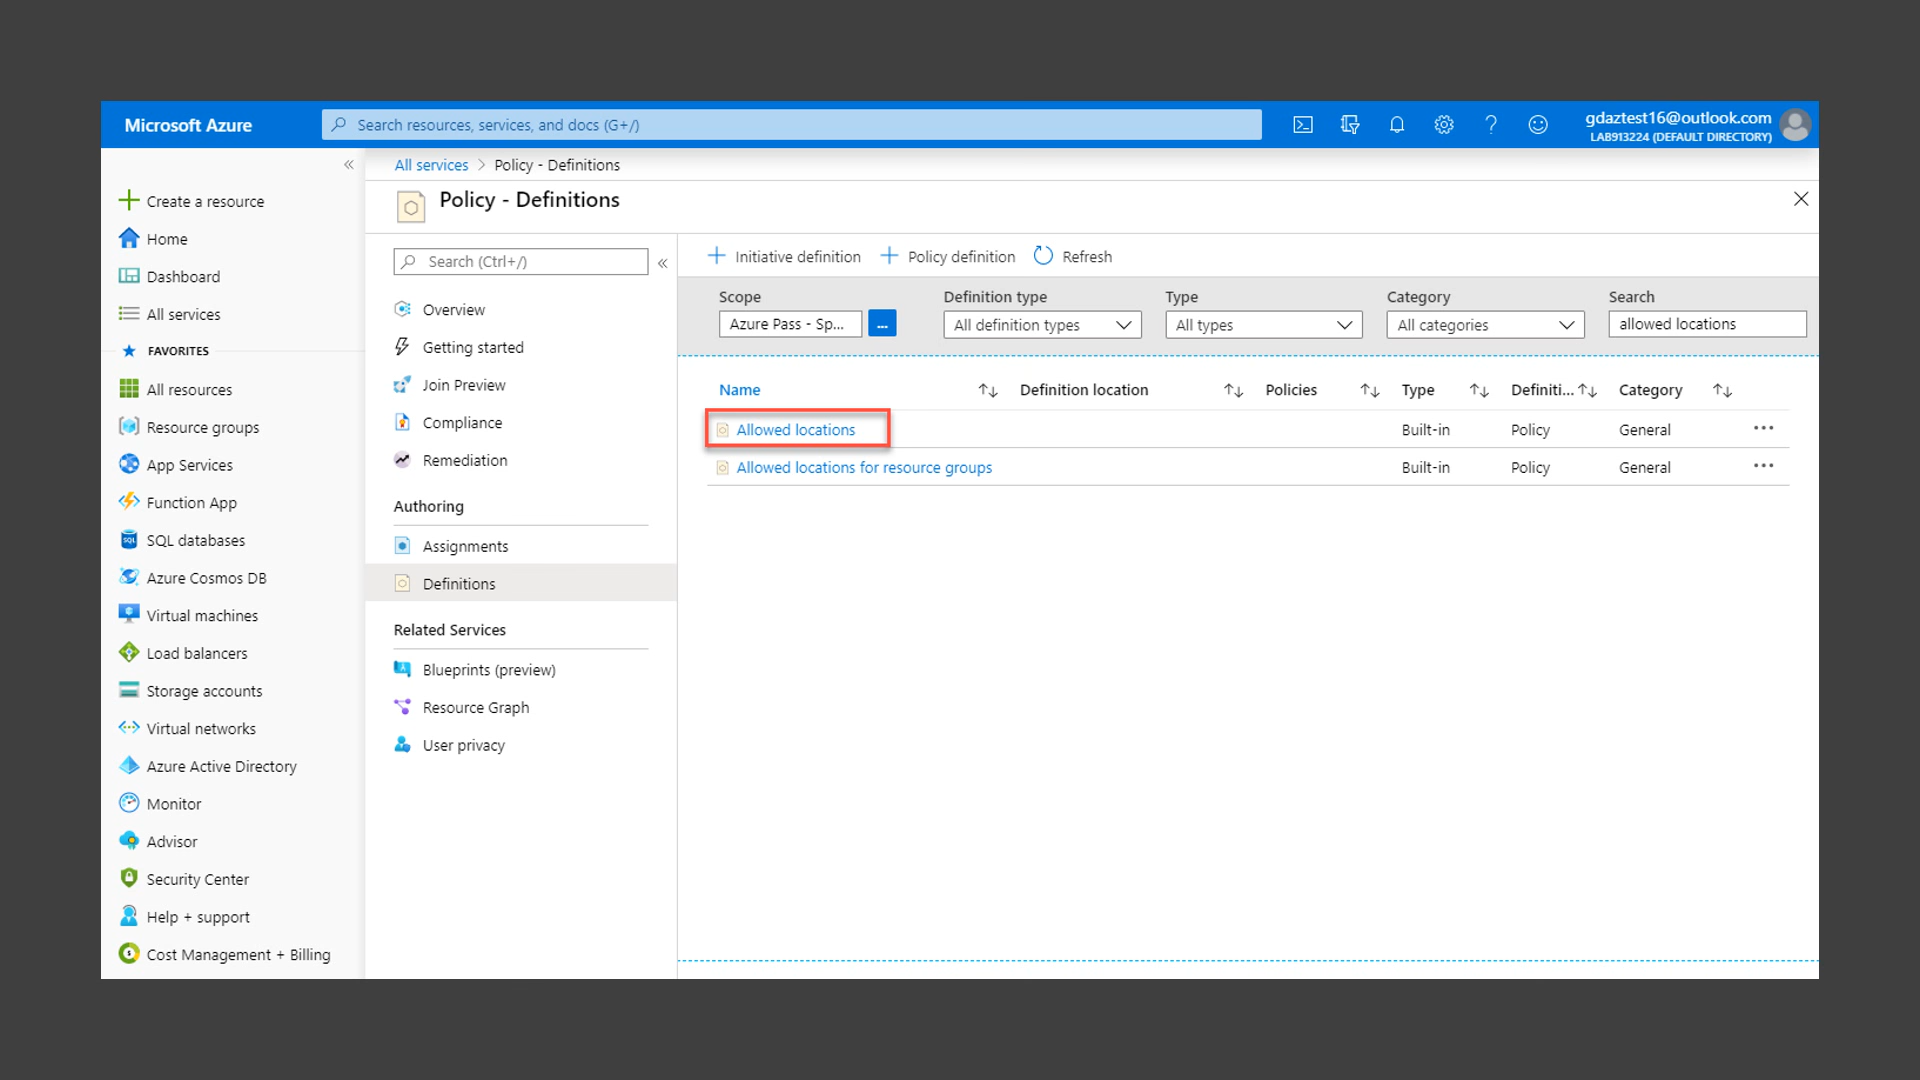 Microsoft Azure
Search resources, services, and docs (G+/)
gdaztest16@outlook.com
LAB913224 (DEFAULT DIRECTORY)
«
All services > Policy - Definitions
Create a resource
Home
Dashboard
All services
FAVORITES
All resources
Resource groups
App Services
Function App
SQL databases
Azure Cosmos DB
Virtual machines
Load balancers
Storage accounts
Virtual networks
Azure Active Directory
Monitor
Advisor
Security Center
Help + support
Cost Management + Billing
Policy - Definitions
Search (Ctrl+/)
«
Overview
Getting started
Join Preview
Compliance
Remediation
Authoring
Assignments
Definitions
Related Services
Blueprints (preview)
Resource Graph
User privacy
Initiative definition
Policy definition
Refresh
Scope
Azure Pass - Sp...
...
Definition type
All definition types
Type
All types
Category
All categories
Search
allowed locations
Name Definition location Policies Type Definiti... Category
Allowed locations Built-in Policy General ...
Allowed locations for resource groups Built-in Policy General ...